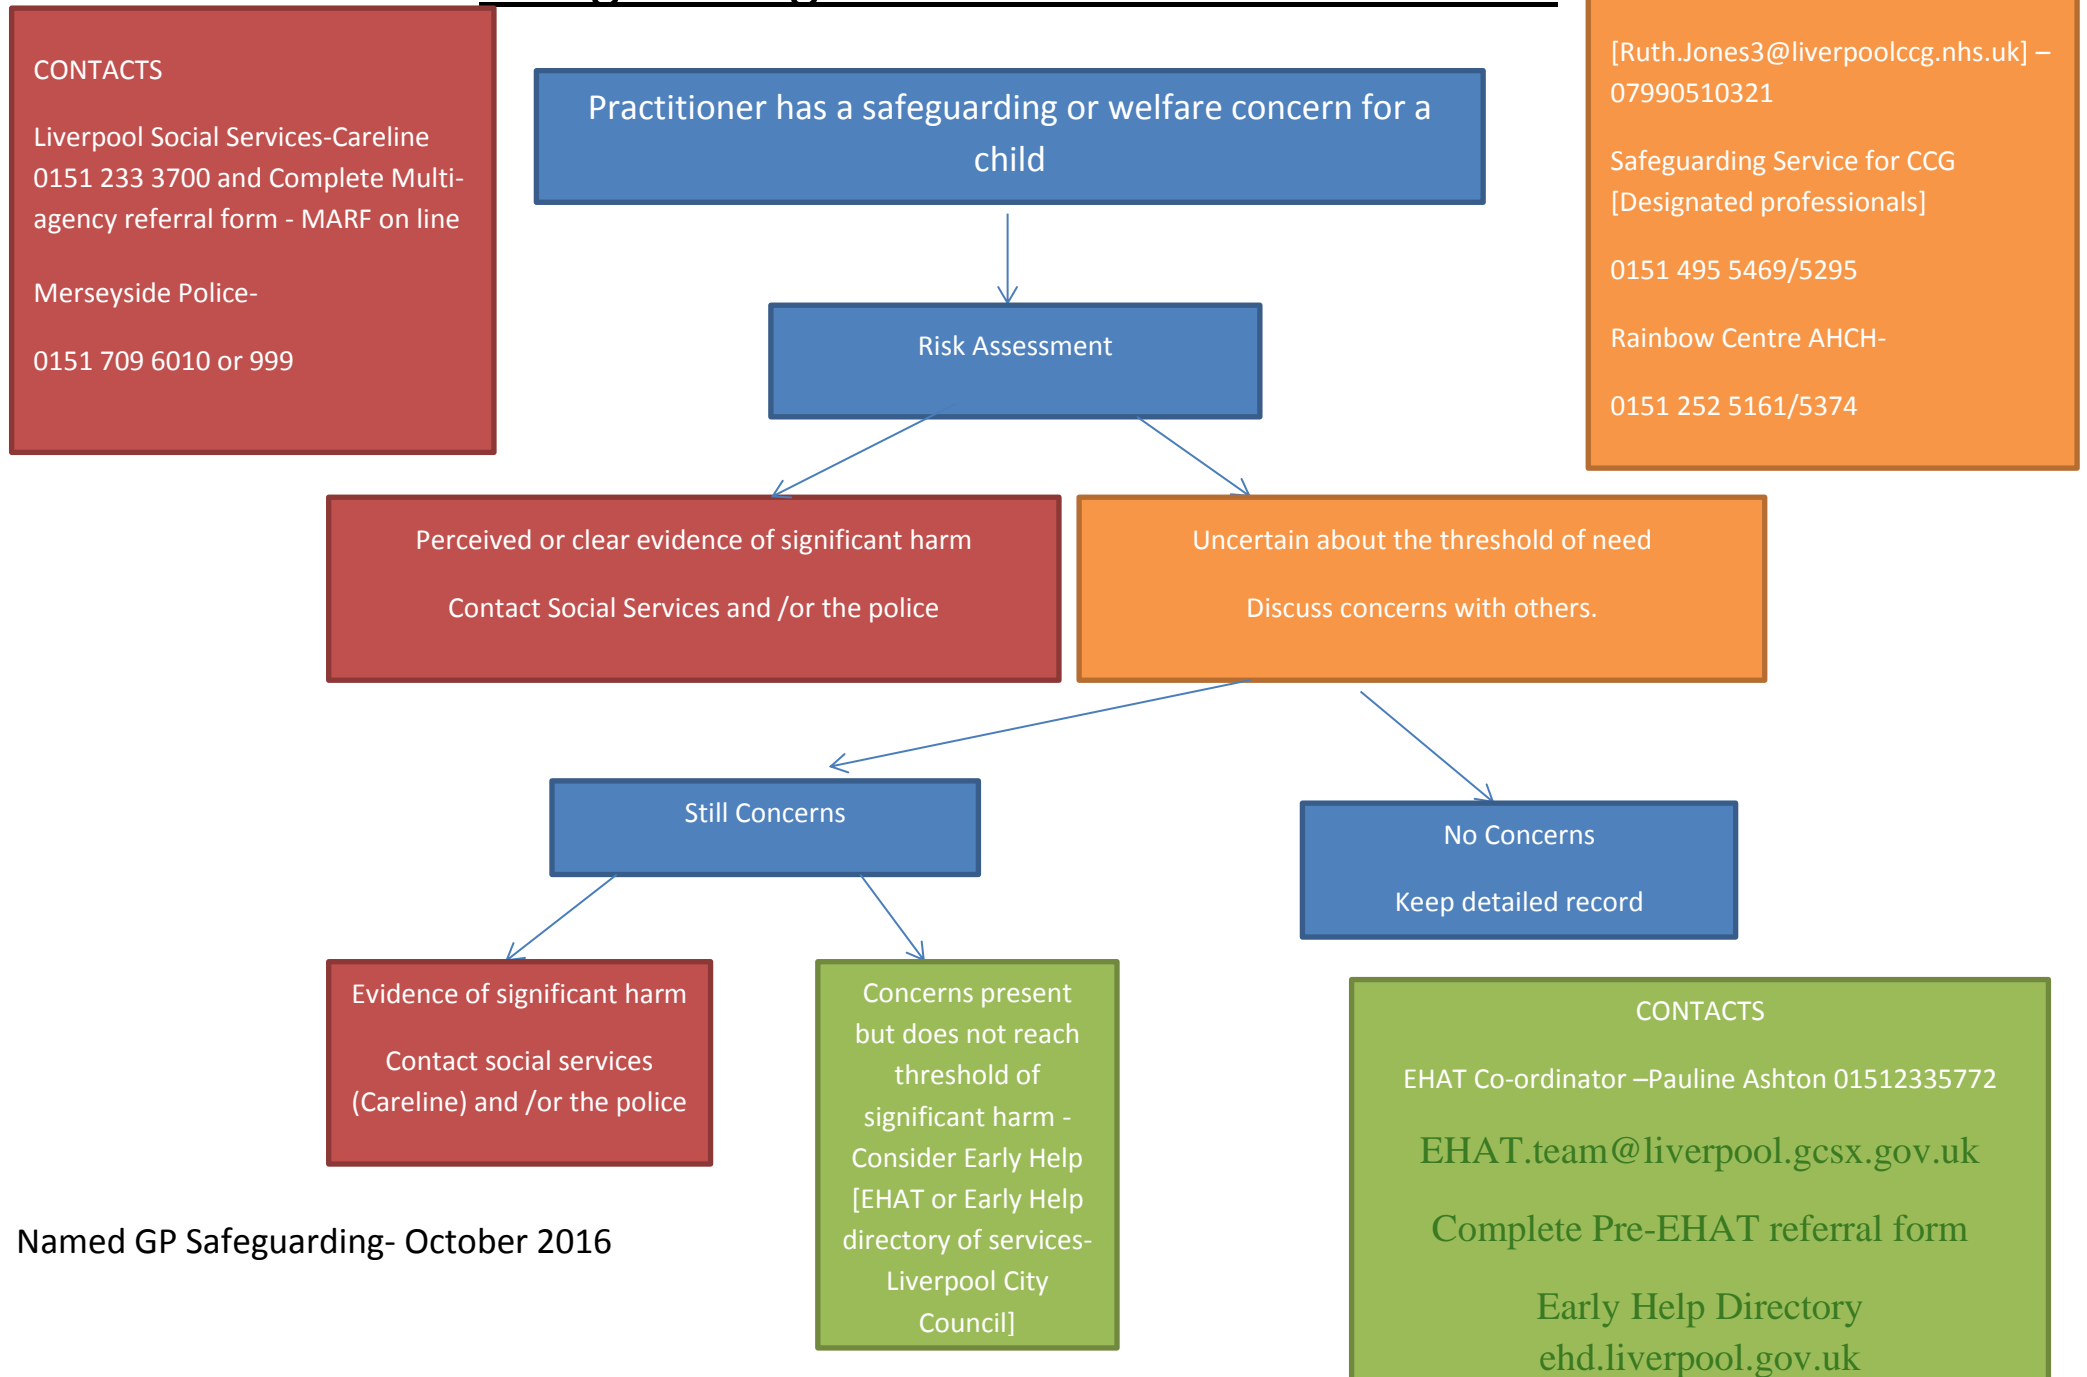 CONTACTS
Liverpool Social Services-Careline
0151 233 3700 and Complete Multi-
agency referral form - MARF on line
Merseyside Police-
0151 709 6010 or 999
Practitioner has a safeguarding or welfare concern for a
child
[Ruth.Jones3@liverpoolccg.nhs.uk] –
07990510321
Safeguarding Service for CCG
[Designated professionals]
0151 495 5469/5295
Rainbow Centre AHCH-
0151 252 5161/5374
Risk Assessment
Perceived or clear evidence of significant harm
Contact Social Services and /or the police
Uncertain about the threshold of need
Discuss concerns with others.
Still Concerns
No Concerns
Keep detailed record
Evidence of significant harm
Contact social services
(Careline) and /or the police
Concerns present
but does not reach
threshold of
significant harm -
Consider Early Help
[EHAT or Early Help
directory of services-
Liverpool City
Council]
CONTACTS
EHAT Co-ordinator –Pauline Ashton 01512335772
EHAT.team@liverpool.gcsx.gov.uk
Complete Pre-EHAT referral form
Early Help Directory
ehd.liverpool.gov.uk
Named GP Safeguarding- October 2016